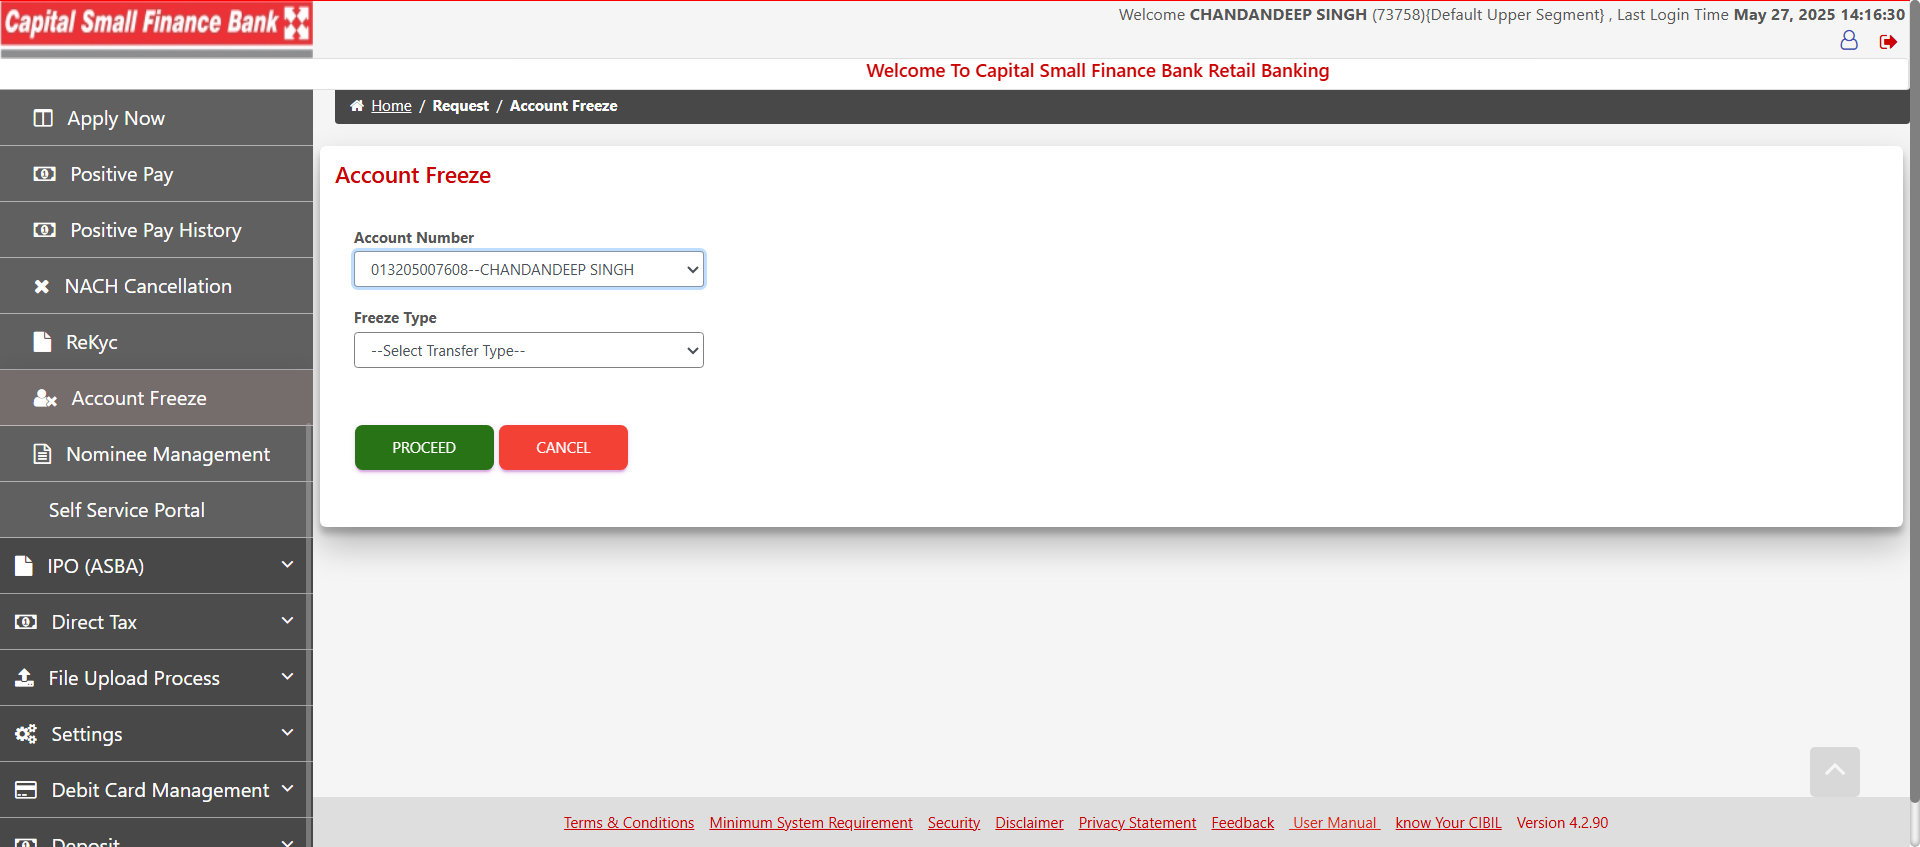 Capital Small Finance Bank
Welcome CHANDANDEEP SINGH (73758){Default Upper Segment} , Last Login Time May 27, 2025 14:16:30
Welcome To Capital Small Finance Bank Retail Banking
Home / Request / Account Freeze
Apply Now
Positive Pay
Positive Pay History
NACH Cancellation
ReKyc
Account Freeze
Nominee Management
Self Service Portal
IPO (ASBA)
Direct Tax
File Upload Process
Settings
Debit Card Management
Deposit
Account Freeze
Account Number
013205007608--CHANDANDEEP SINGH
Freeze Type
--Select Transfer Type--
PROCEED CANCEL
Terms & Conditions Minimum System Requirement Security Disclaimer Privacy Statement Feedback User Manual know Your CIBIL Version 4.2.90